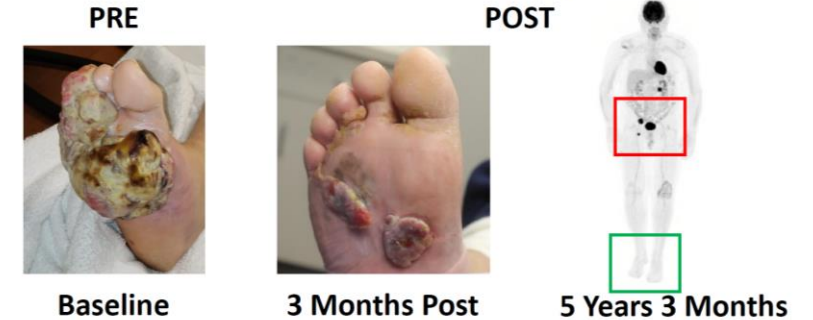 PRE
POST
Baseline
3 Months Post
5 Years 3 Months